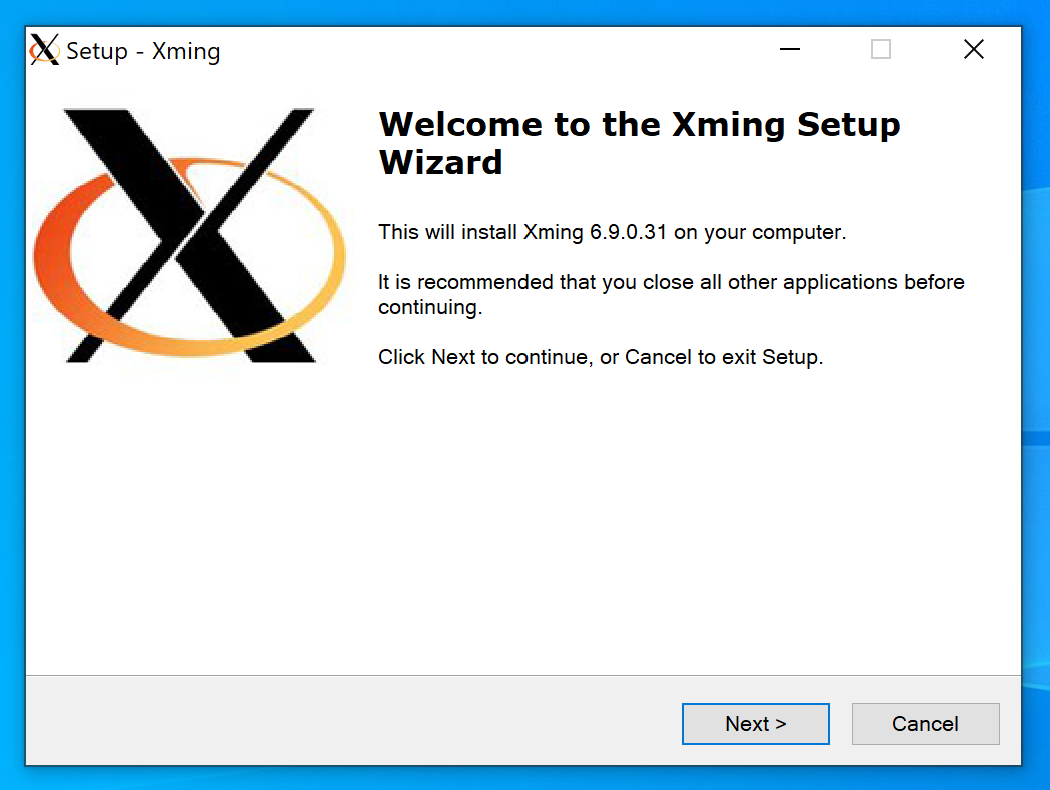 Setup - Xming
Welcome to the Xming Setup
Wizard
This will install Xming 6.9.0.31 on your computer.
It is recommended that you close all other applications before
continuing.
Click Next to continue, or Cancel to exit Setup.
Next >
Cancel